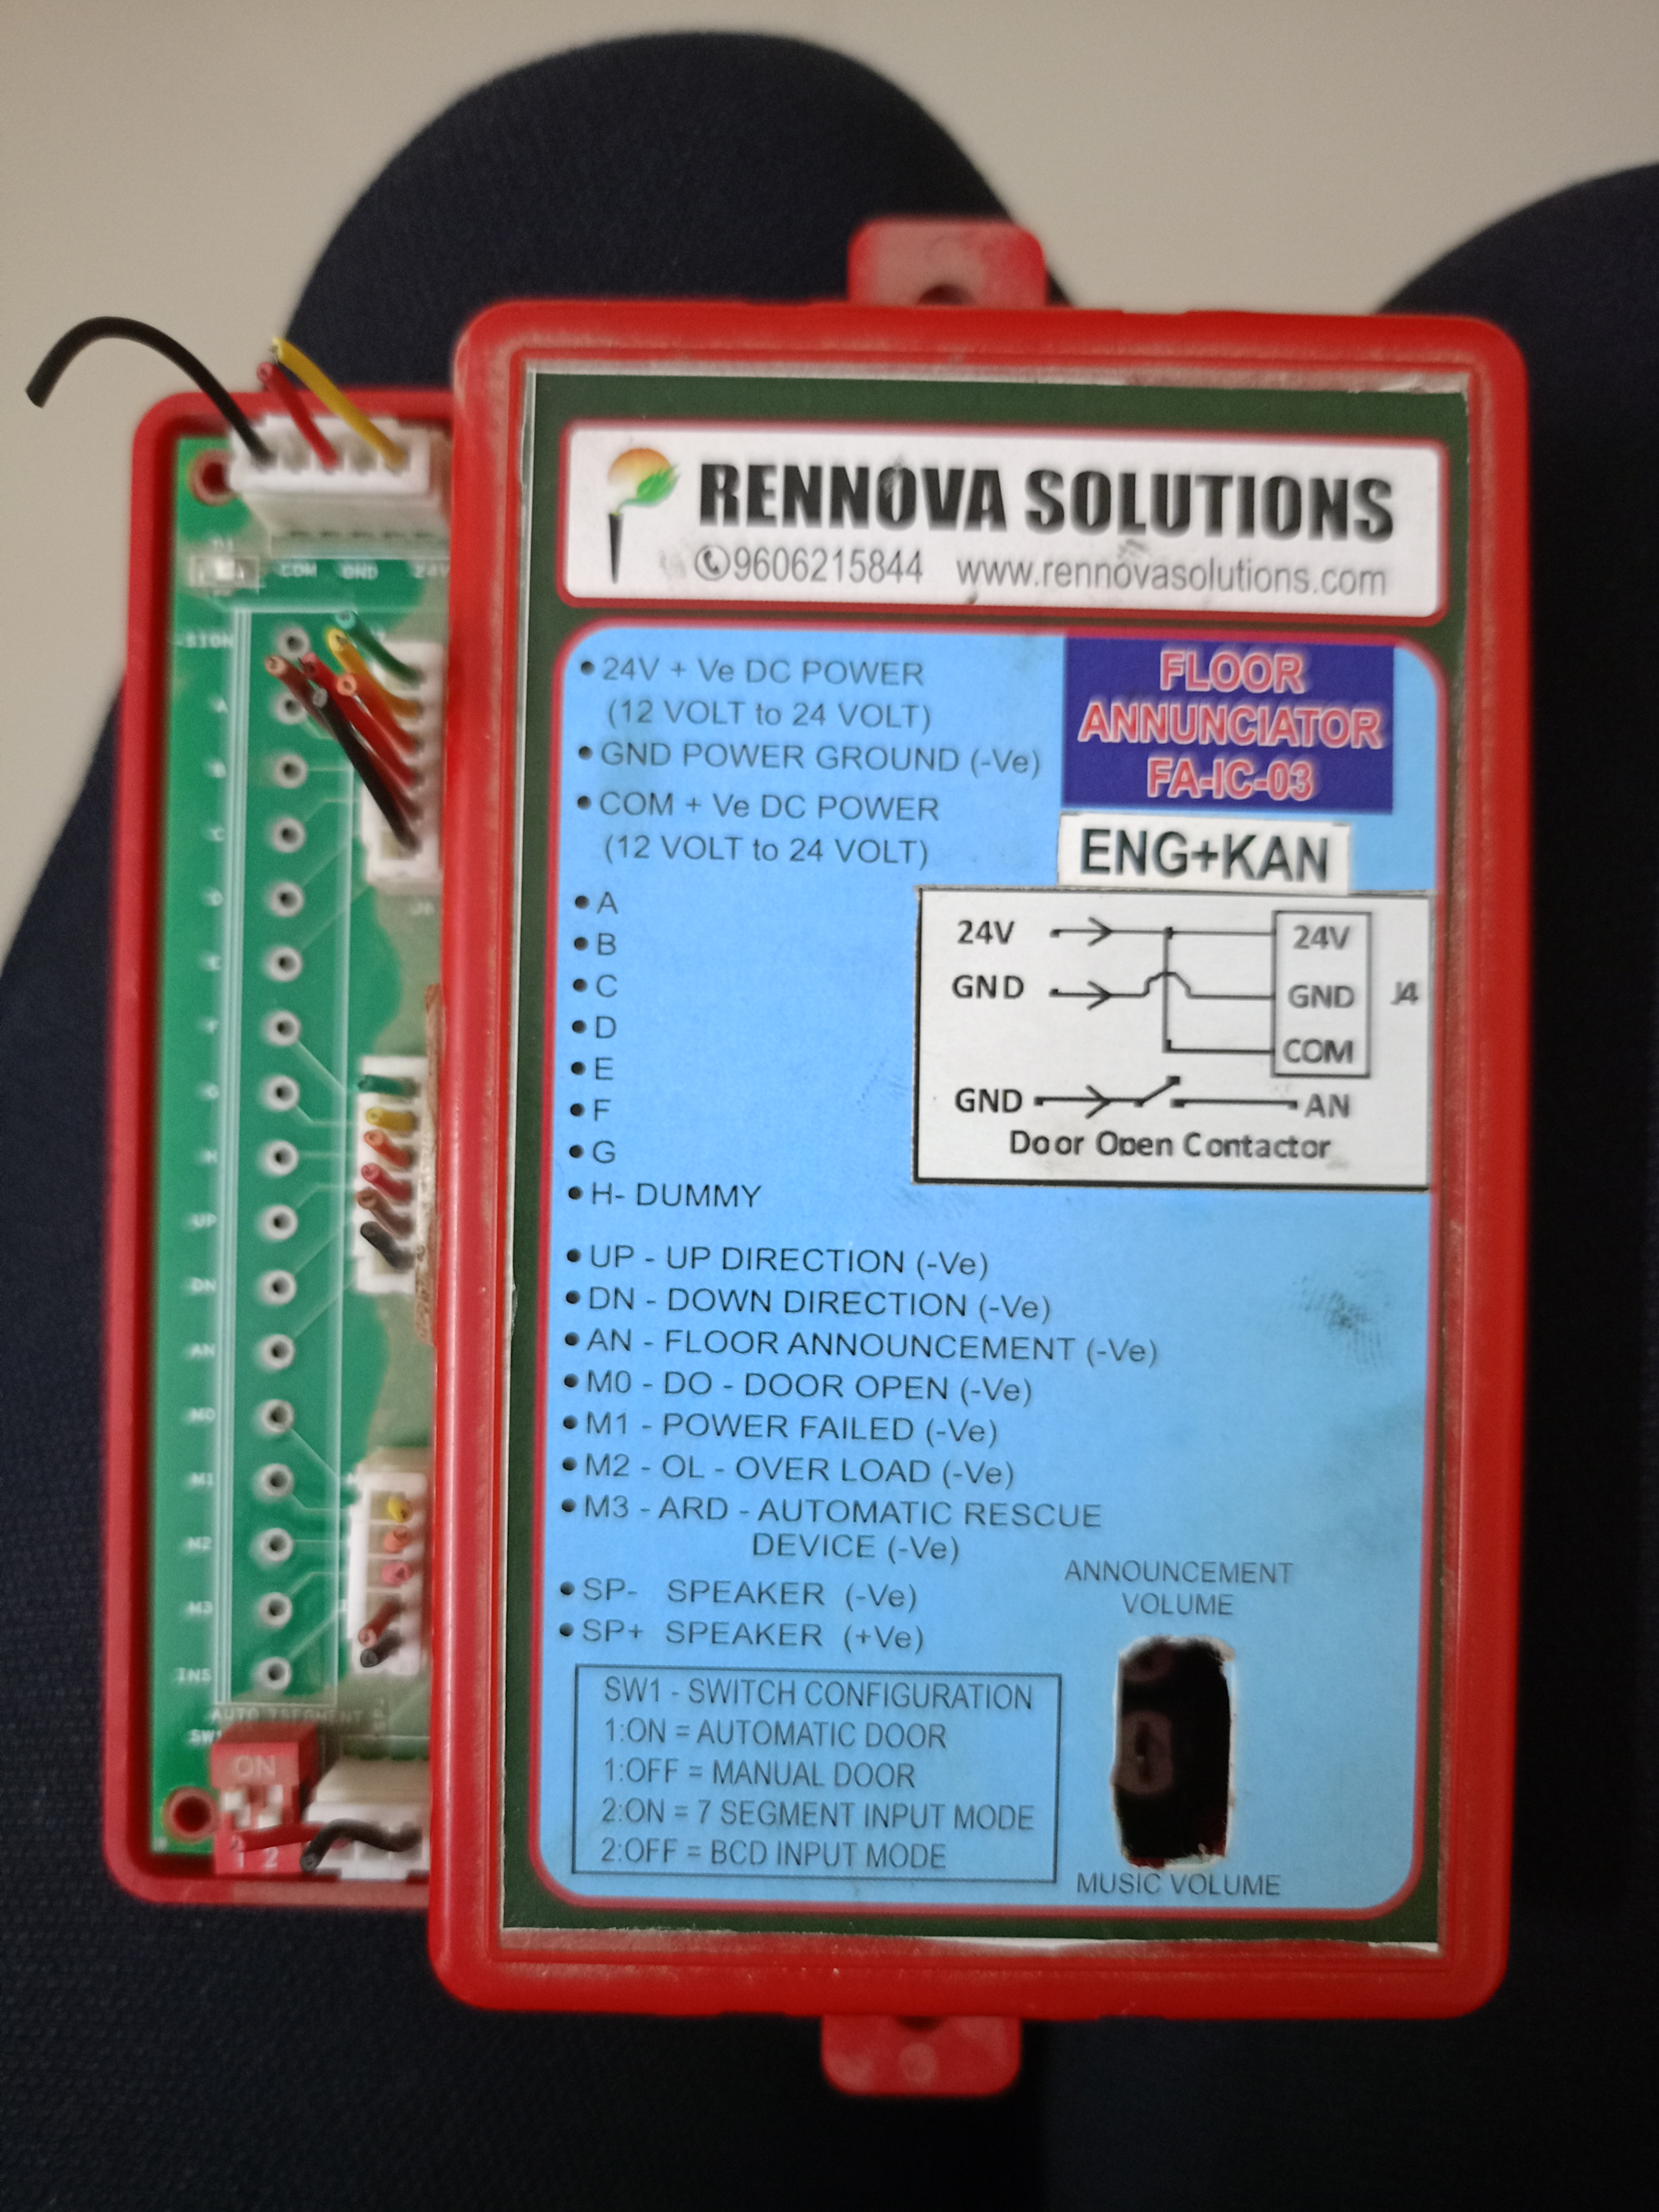 RENNOVA SOLUTIONS
9606215844 www.rennovasolutions.com
• 24V + Ve DC POWER
(12 VOLT to 24 VOLT)
• GND POWER GROUND (-Ve)
• COM + Ve DC POWER
(12 VOLT to 24 VOLT)
• A
• B
• C
• D
• E
• F
• G
• H- DUMMY
• UP - UP DIRECTION (-Ve)
• DN - DOWN DIRECTION (-Ve)
• AN - FLOOR ANNOUNCEMENT (-Ve)
• M0 - DO - DOOR OPEN (-Ve)
• M1 - POWER FAILED (-Ve)
• M2 - OL - OVER LOAD (-Ve)
• M3 - ARD - AUTOMATIC RESCUE
DEVICE (-Ve)
• SP- SPEAKER (-Ve)
• SP+ SPEAKER (+Ve)
SW1 - SWITCH CONFIGURATION
1:ON = AUTOMATIC DOOR
1:OFF = MANUAL DOOR
2:ON = 7 SEGMENT INPUT MODE
2:OFF = BCD INPUT MODE
FLOOR
ANNUNCIATOR
FA-IC-03
ENG+KAN
24V 24V
GND GND J4
COM
GND AN
Door Open Contactor
ANNOUNCEMENT
VOLUME
MUSIC VOLUME
COM GND 24V
A
B
C
D
E
F
G
H
UP
DN
AN
M0
M1
M2
M3
INS
AUTO 7SEGMENT
ON
1 2